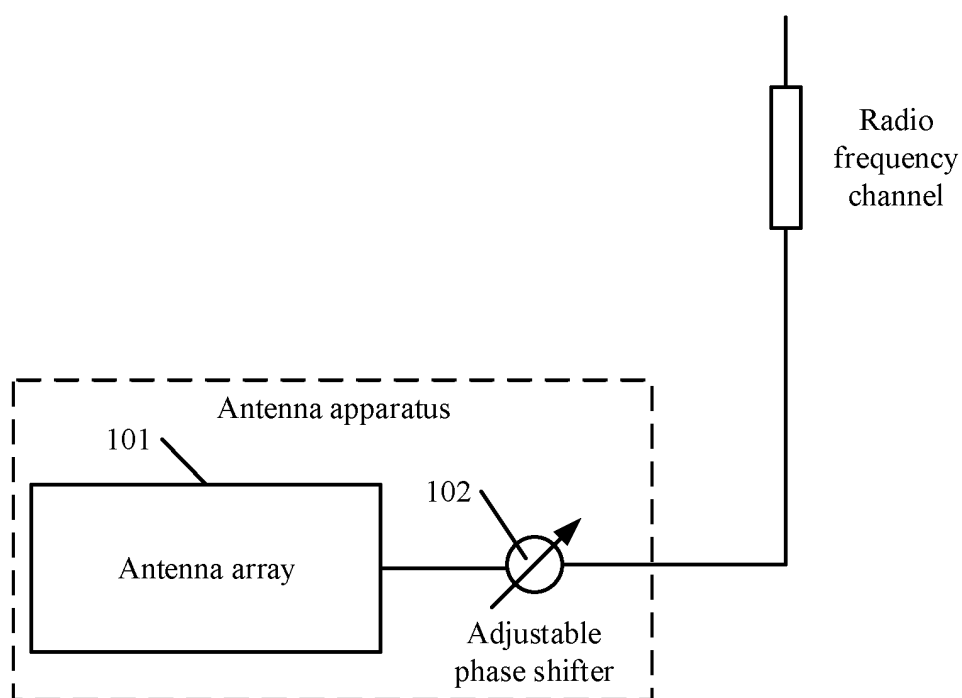 Radio
frequency
channel
Antenna apparatus
101
102
Antenna array
Adjustable
phase shifter